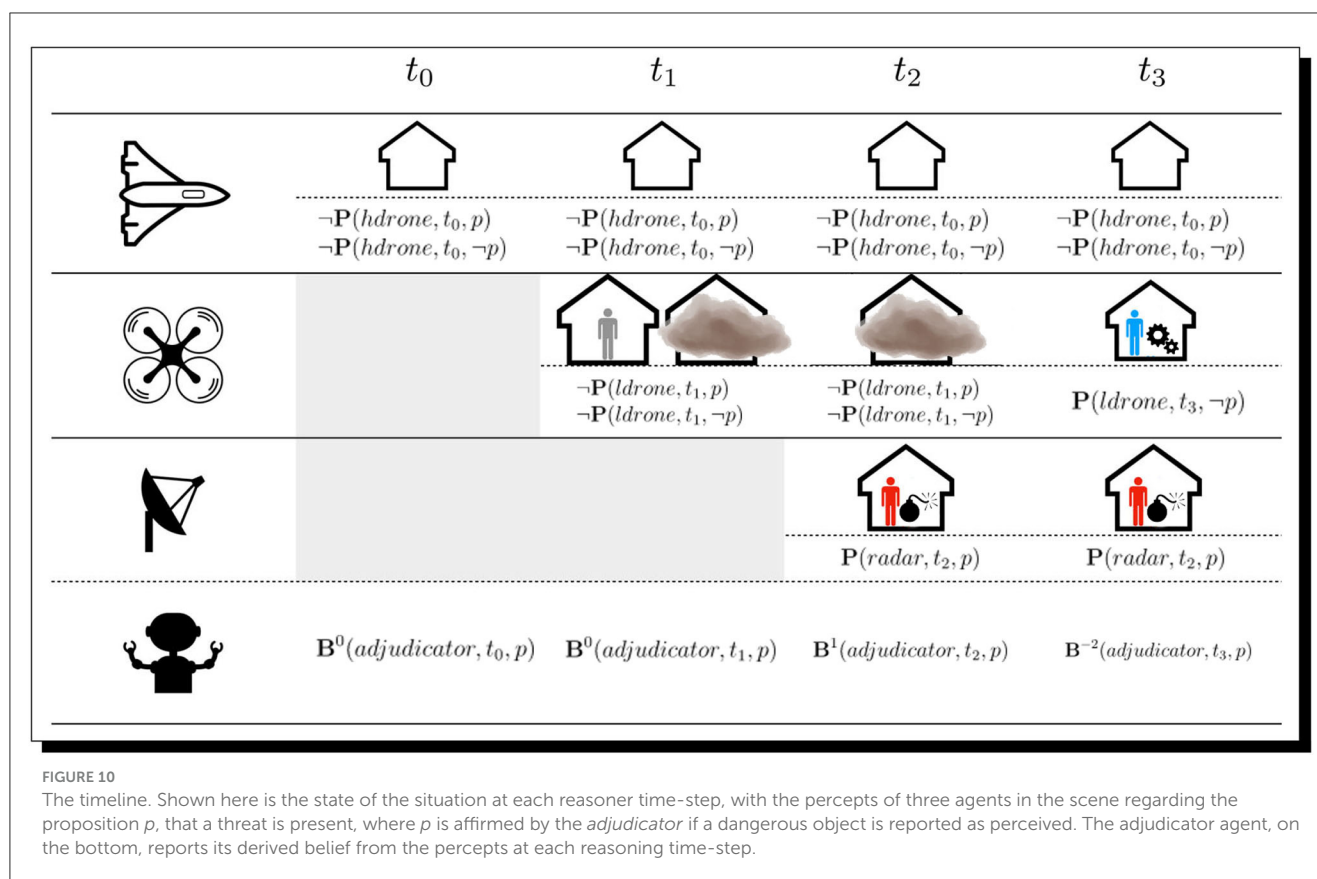 t₀ t₁ t₂ t₃
¬P(hdrone, t₀, p) ¬P(hdrone, t₀, p) ¬P(hdrone, t₀, p) ¬P(hdrone, t₀, p)
¬P(hdrone, t₀, ¬p) ¬P(hdrone, t₀, ¬p) ¬P(hdrone, t₀, ¬p) ¬P(hdrone, t₀, ¬p)
¬P(ldrone, t₁, p) ¬P(ldrone, t₁, p)
¬P(ldrone, t₁, ¬p) ¬P(ldrone, t₁, ¬p) P(ldrone, t₃, ¬p)
P(radar, t₂, p) P(radar, t₂, p)
B⁰(adjudicator, t₀, p) B⁰(adjudicator, t₁, p) B¹(adjudicator, t₂, p) B⁻²(adjudicator, t₃, p)
FIGURE 10
The timeline. Shown here is the state of the situation at each reasoner time-step, with the percepts of three agents in the scene regarding the
proposition p, that a threat is present, where p is affirmed by the adjudicator if a dangerous object is reported as perceived. The adjudicator agent, on
the bottom, reports its derived belief from the percepts at each reasoning time-step.